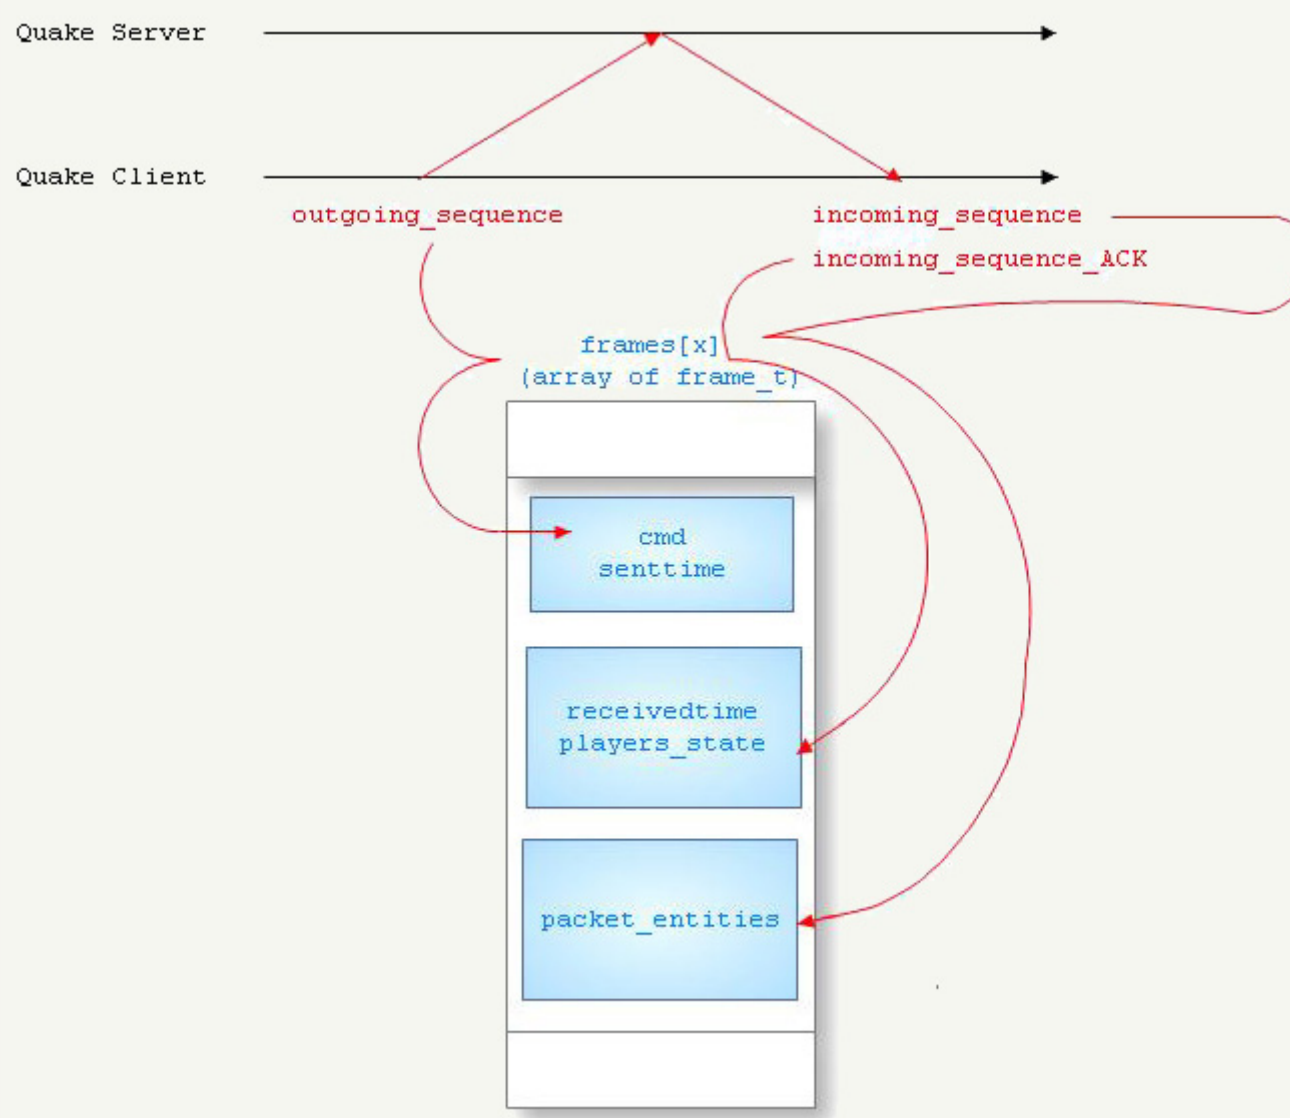 Quake Server
Quake Client
outgoing_sequence
incoming_sequence
incoming_sequence_ACK
frames[x]
(array of frame_t)
cmd
senttime
receivedtime
players_state
packet_entities